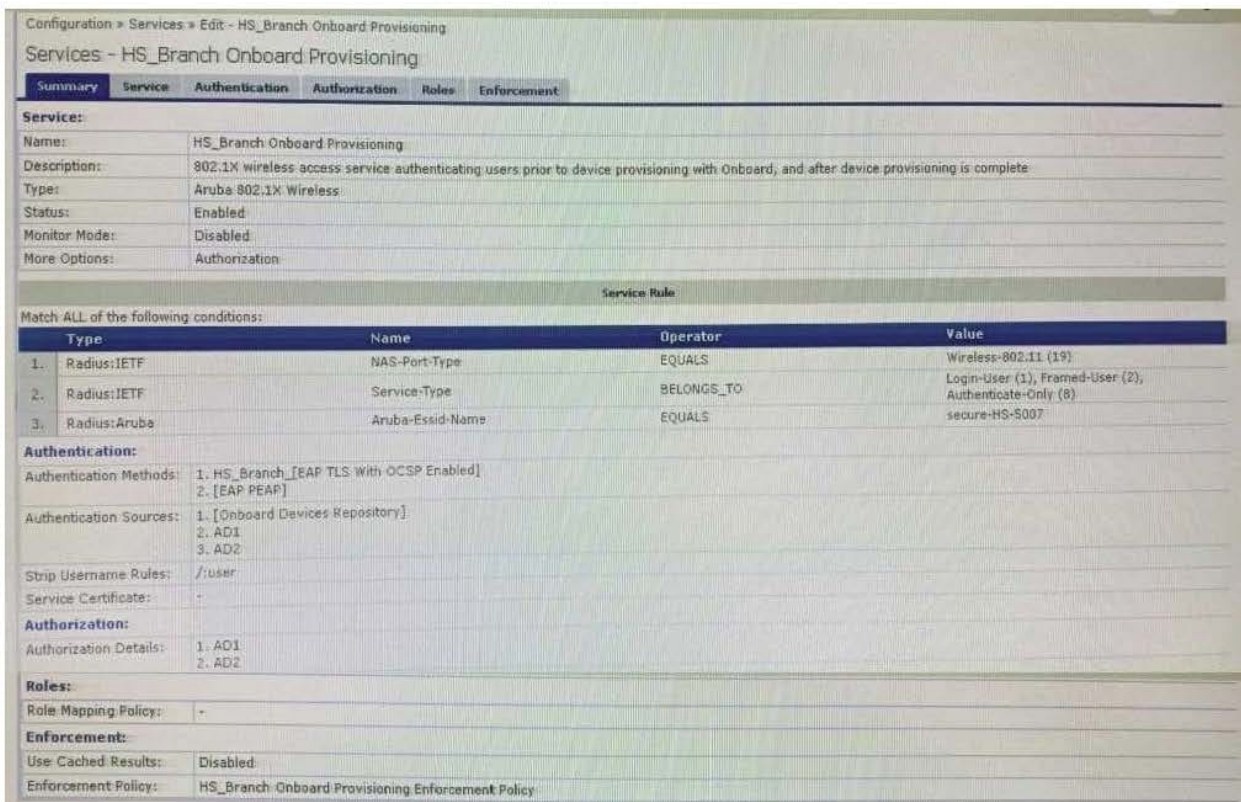 Configuration » Services » Edit - HS_Branch Onboard Provisioning
Services - HS_Branch Onboard Provisioning
Summary Service Authentication Authorization Roles Enforcement
Service:
Name: HS_Branch Onboard Provisioning
Description: 802.1X wireless access service authenticating users prior to device provisioning with Onboard, and after device provisioning is complete
Type: Aruba 802.1X Wireless
Status: Enabled
Monitor Mode: Disabled
More Options: Authorization
Service Rule
Match ALL of the following conditions:
Type Name Operator Value
1. Radius:IETF NAS-Port-Type EQUALS Wireless-802.11 (19)
2. Radius:IETF Service-Type BELONGS_TO Login-User (1), Framed-User (2), Authenticate-Only (8)
3. Radius:Aruba Aruba-Essid-Name EQUALS secure-HS-5007
Authentication:
Authentication Methods: 1. HS_Branch_[EAP TLS With OCSP Enabled]
2. [EAP PEAP]
Authentication Sources: 1. [Onboard Devices Repository]
2. AD1
3. AD2
Strip Username Rules: /:user
Service Certificate: -
Authorization:
Authorization Details: 1. AD1
2. AD2
Roles:
Role Mapping Policy: -
Enforcement:
Use Cached Results: Disabled
Enforcement Policy: HS_Branch Onboard Provisioning Enforcement Policy